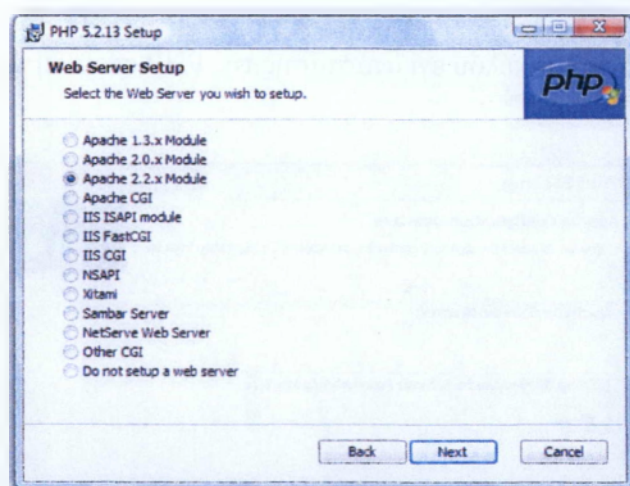 PHP 5.2.13 Setup
Web Server Setup
Select the Web Server you wish to setup.
php
Apache 1.3.x Module
Apache 2.0.x Module
Apache 2.2.x Module
Apache CGI
IIS ISAPI module
IIS FastCGI
IIS CGI
NSAPI
Xitami
Sambar Server
NetServe Web Server
Other CGI
Do not setup a web server
Back
Next
Cancel